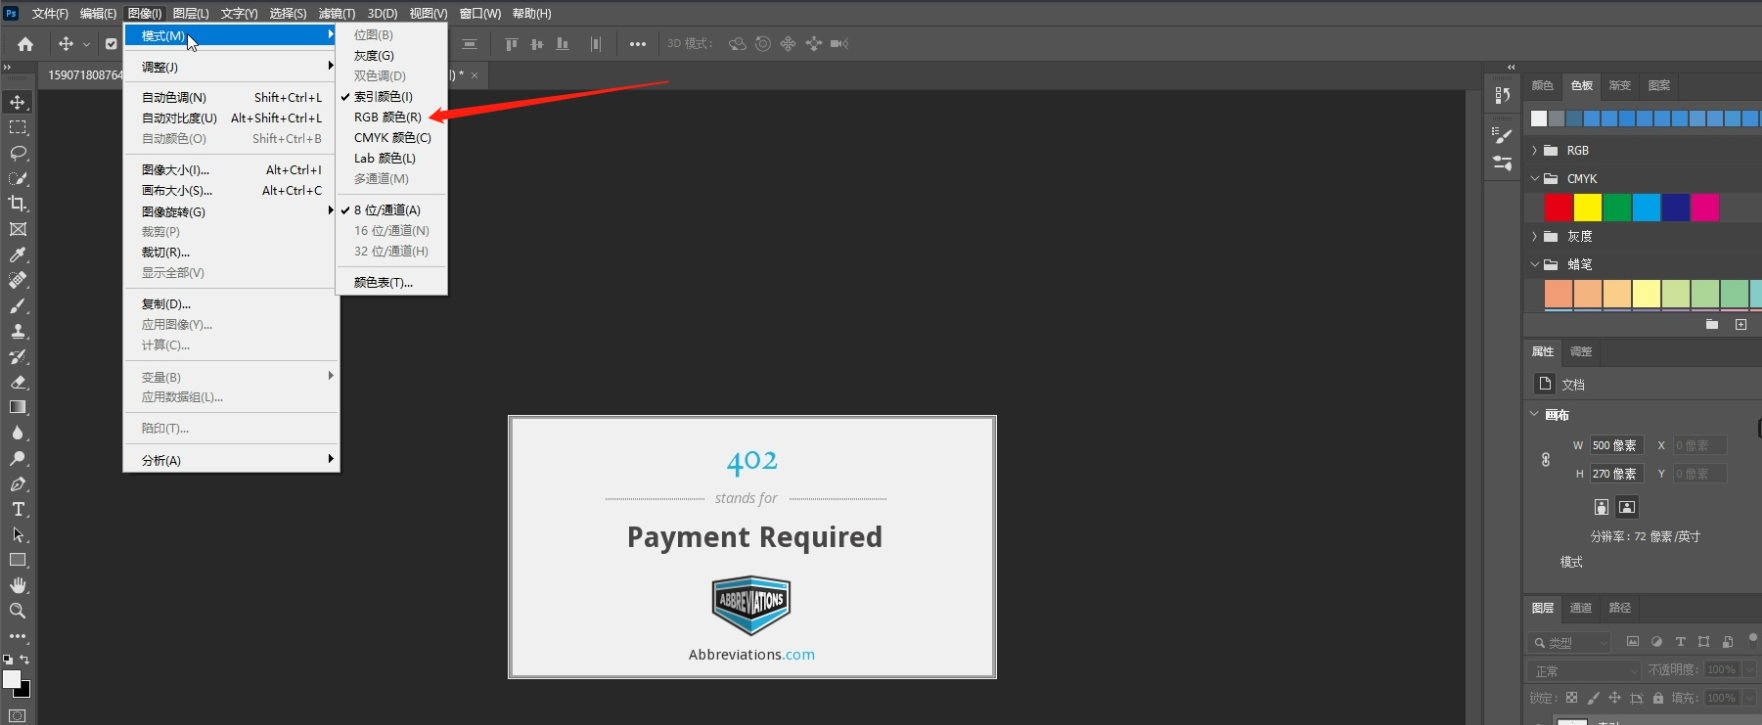 Ps 文件(F) 编辑(E) 图像(I) 图层(L) 文字(Y) 选择(S) 滤镜(T) 3D(D) 视图(V) 窗口(W) 帮助(H)
3D 模式:
159071808764
*
×
模式(M)
调整(J)
自动色调(N) Shift+Ctrl+L
自动对比度(U) Alt+Shift+Ctrl+L
自动颜色(O) Shift+Ctrl+B
图像大小(I)... Alt+Ctrl+I
画布大小(S)... Alt+Ctrl+C
图像旋转(G)
裁剪(P)
裁切(R)...
显示全部(V)
复制(D)...
应用图像(Y)...
计算(C)...
变量(B)
应用数据组(L)...
陷印(T)...
分析(A)
位图(B)
灰度(G)
双色调(D)
索引颜色(I)
RGB 颜色(R)
CMYK 颜色(C)
Lab 颜色(L)
多通道(M)
8 位/通道(A)
16 位/通道(N)
32 位/通道(H)
颜色表(T)...
402
stands for
Payment Required
ABBREVIATIONS
Abbreviations.com
颜色 色板 渐变 图案
RGB
CMYK
灰度
蜡笔
属性 调整
文档
画布
W 500 像素 X 0 像素
H 270 像素 Y 0 像素
分辨率: 72 像素/英寸
模式
图层 通道 路径
类型
正常 不透明度: 100%
锁定: 填充: 100%